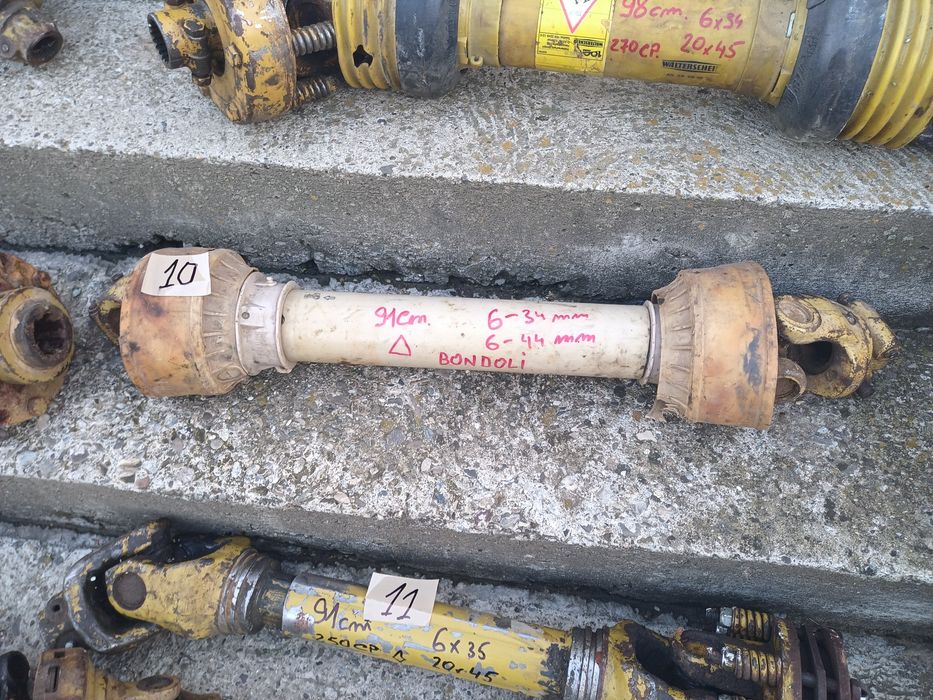 98cm. 6x34
270CP. 20x45
WALTERSCHEID
10
91cm. 6-34 mm
6-44 mm
BONDOLI
11
91cm
6x35
250CP. 20x45